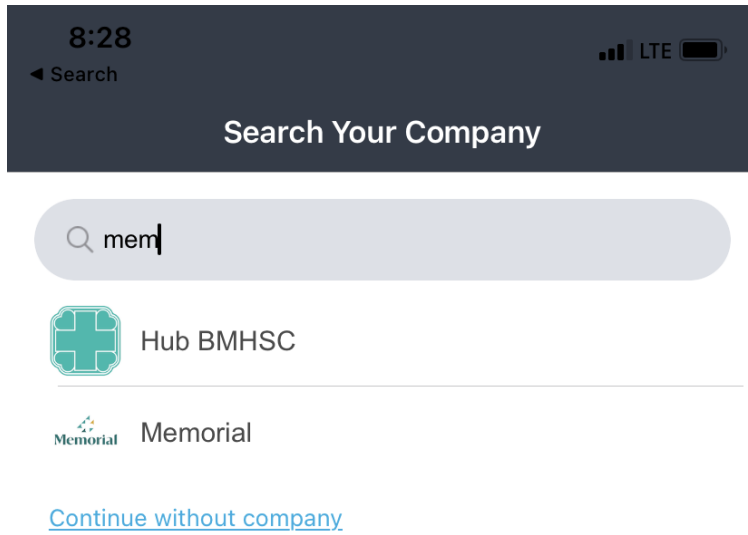 8:28
LTE
◀ Search
Search Your Company
mem
Hub BMHSC
Memorial
Memorial
Continue without company